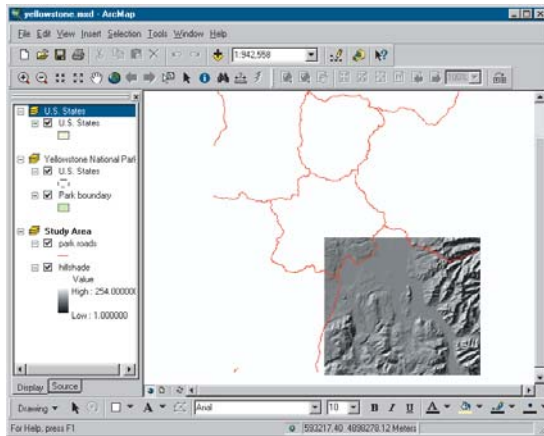 yellowstone.mxd - ArcMap
File Edit View Insert Selection Tools Window Help
1:942,558
100%
U.S. States
U.S. States
Yellowstone National Park
U.S. States
Park boundary
Study Area
park roads
hillshade
Value
High : 254.000000
Low : 1.000000
Display Source
Drawing A Arial 10 B I U A
For Help, press F1
593217.40 4898278.12 Meters